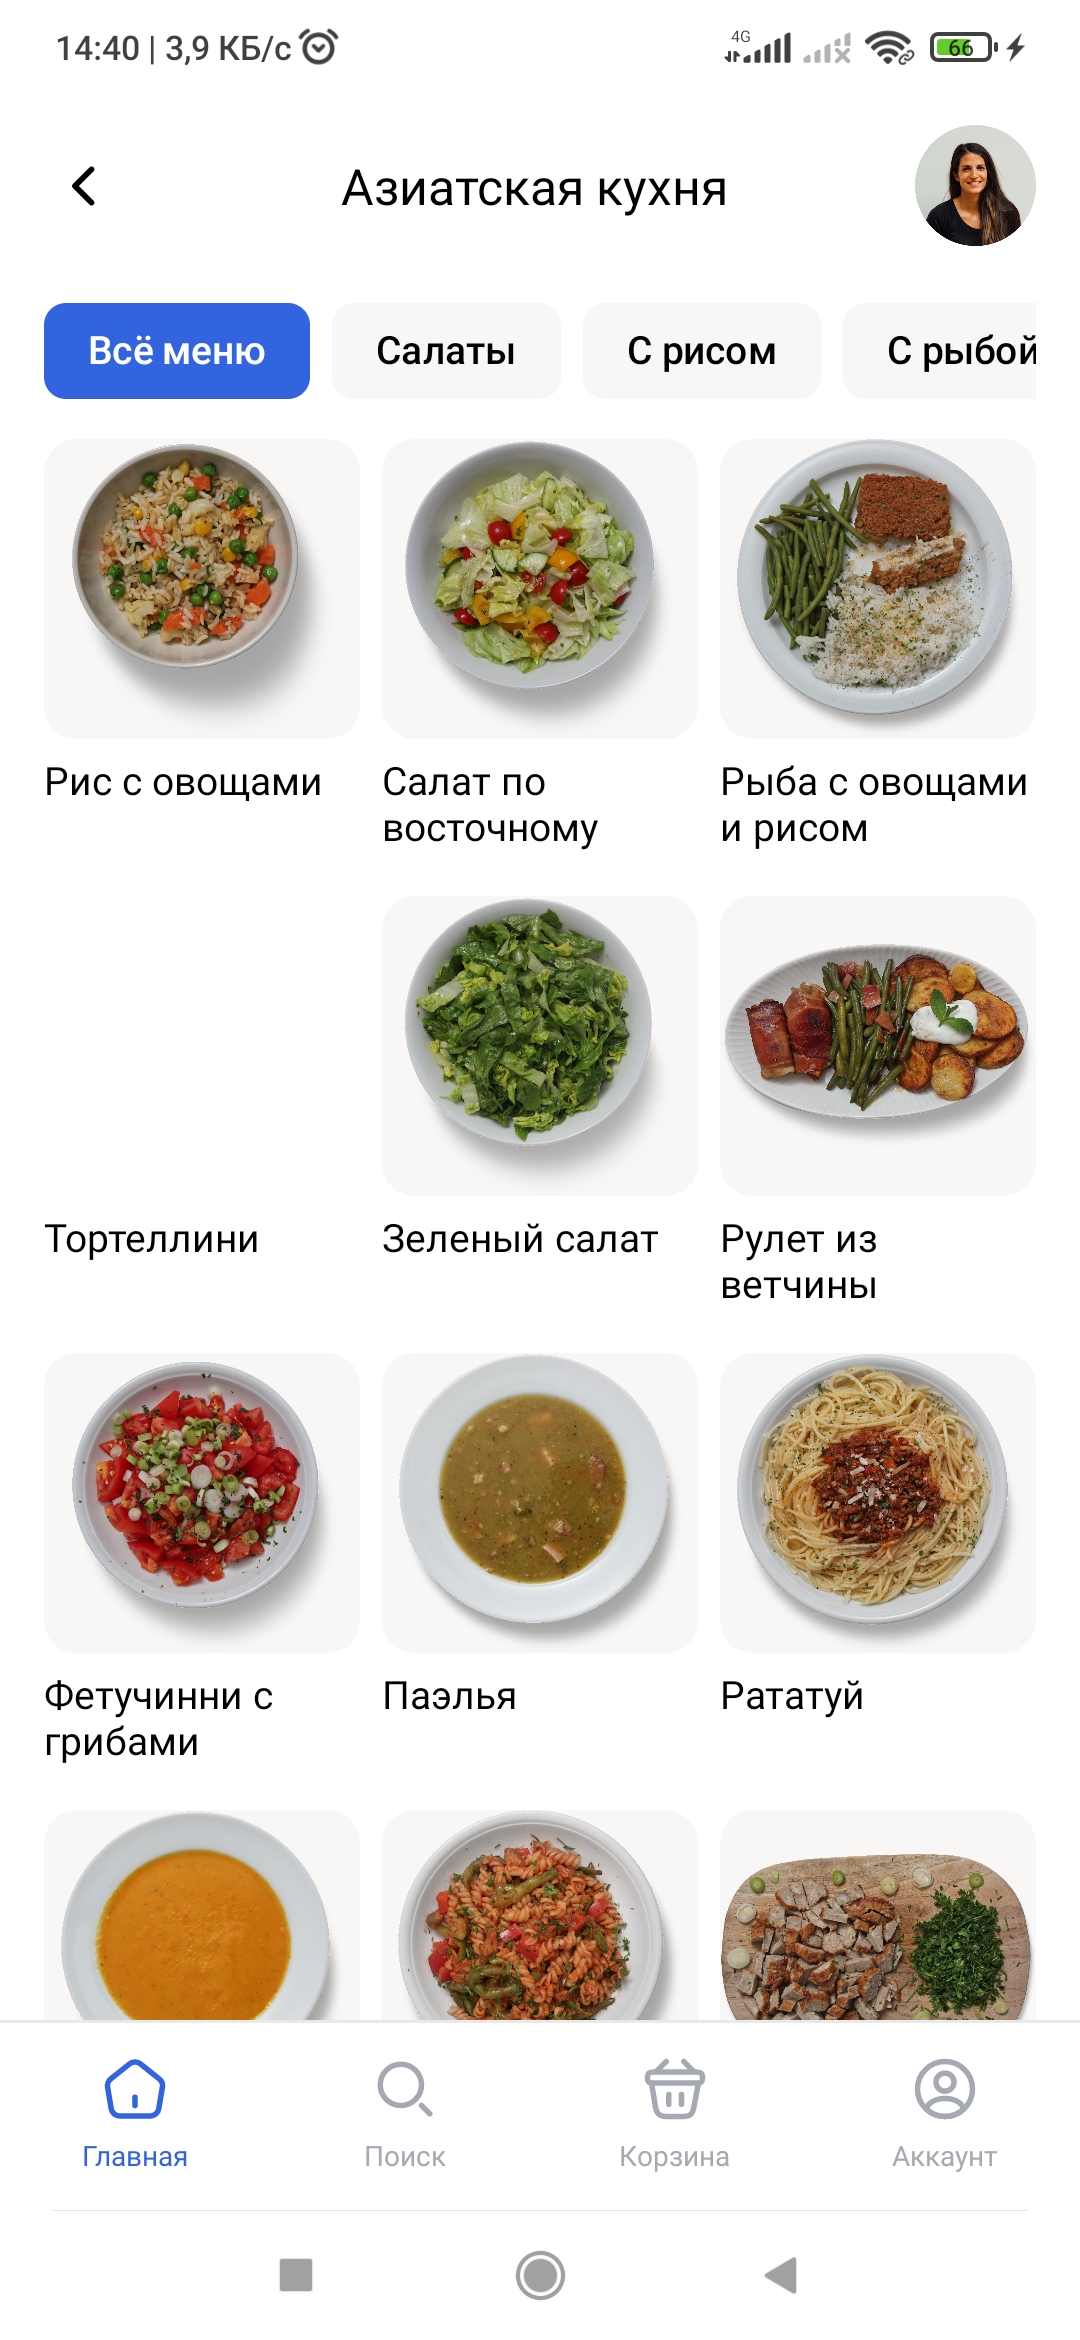 14:40 | 3,9 КБ/с
4G
66
Азиатская кухня
Всё меню
Салаты
С рисом
С рыбой
Рис с овощами
Салат по
восточному
Рыба с овощами
и рисом
Тортеллини
Зеленый салат
Рулет из
ветчины
Фетучинни с
грибами
Паэлья
Рататуй
Главная
Поиск
Корзина
Аккаунт